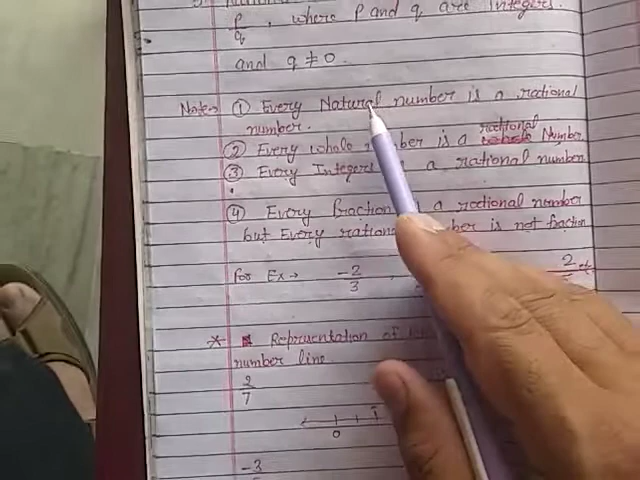 P/q , where P and q are Integers.
and q ≠ 0.
Note:- ① Every Natural number is a rational
number.
② Every whole number is a rational Number
③ Every Integers a rational number
④ Every fraction a rational number
but Every is not fraction
for Ex→ -2/3 , 2
* Representation of
number line
2/7
0 1
-3